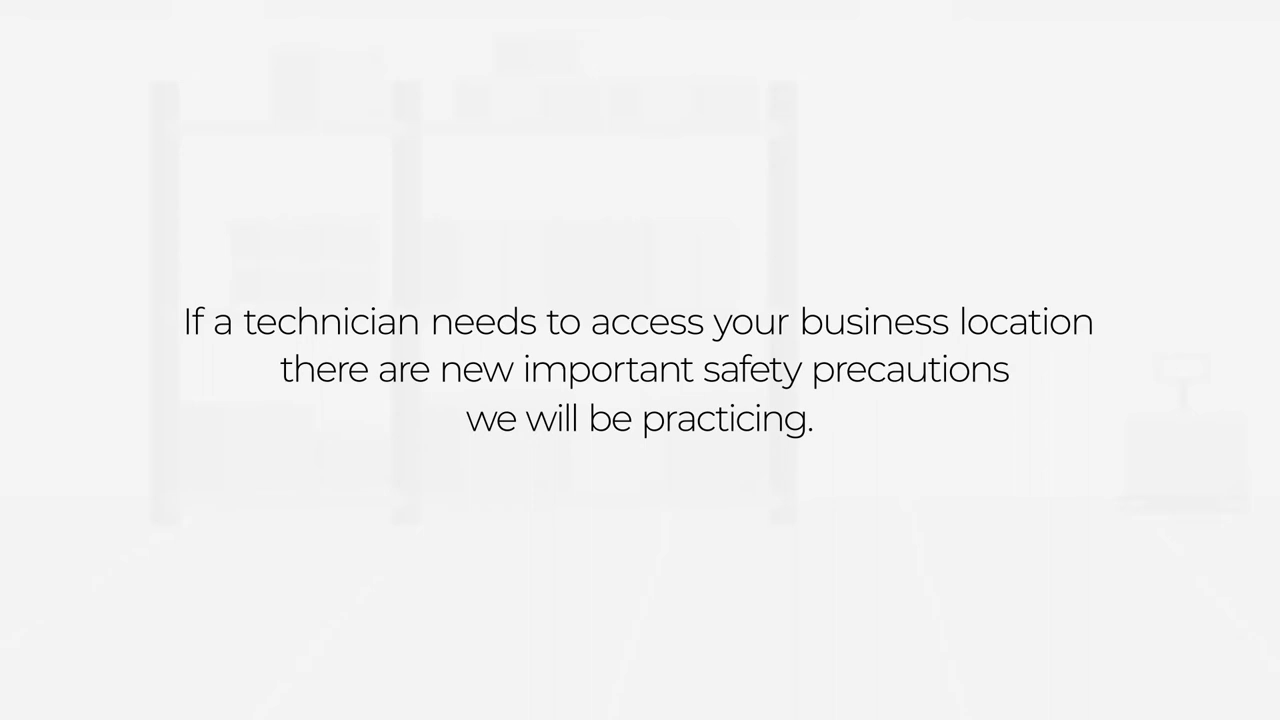 If a technician needs to access your business location
there are new important safety precautions
we will be practicing.